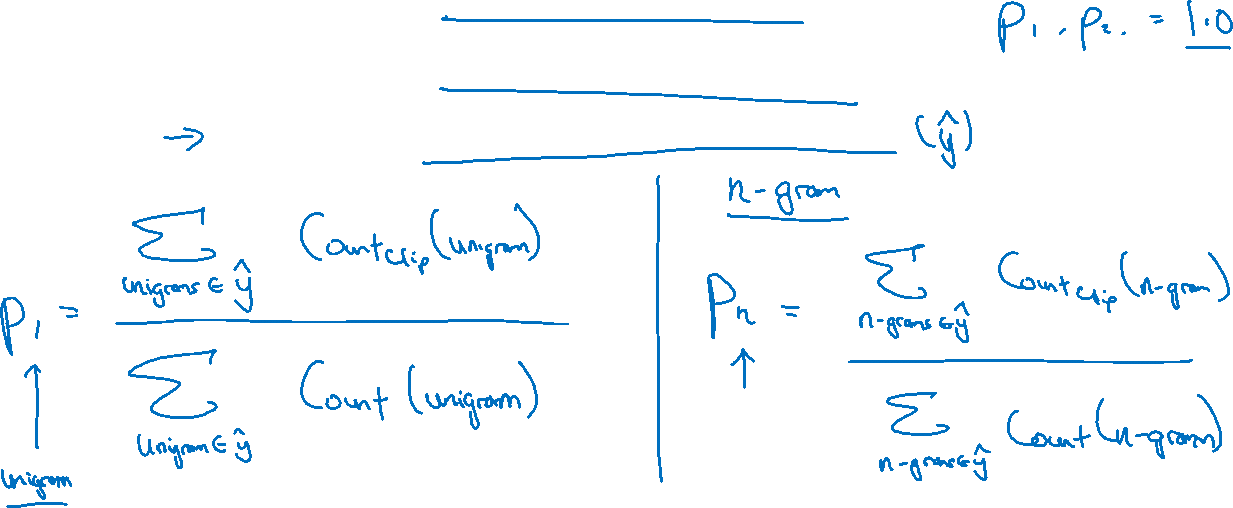 P₁, P₂. = 1.0
→ (ŷ)
n-gram
P₁ = ∑ unigrams ∈ ŷ Countclip(unigram) / ∑ unigram ∈ ŷ Count(unigram)
Pₙ = ∑ n-grams ∈ ŷ Countclip(n-gram) / ∑ n-grams ∈ ŷ Count(n-gram)
↑ ↑
unigram